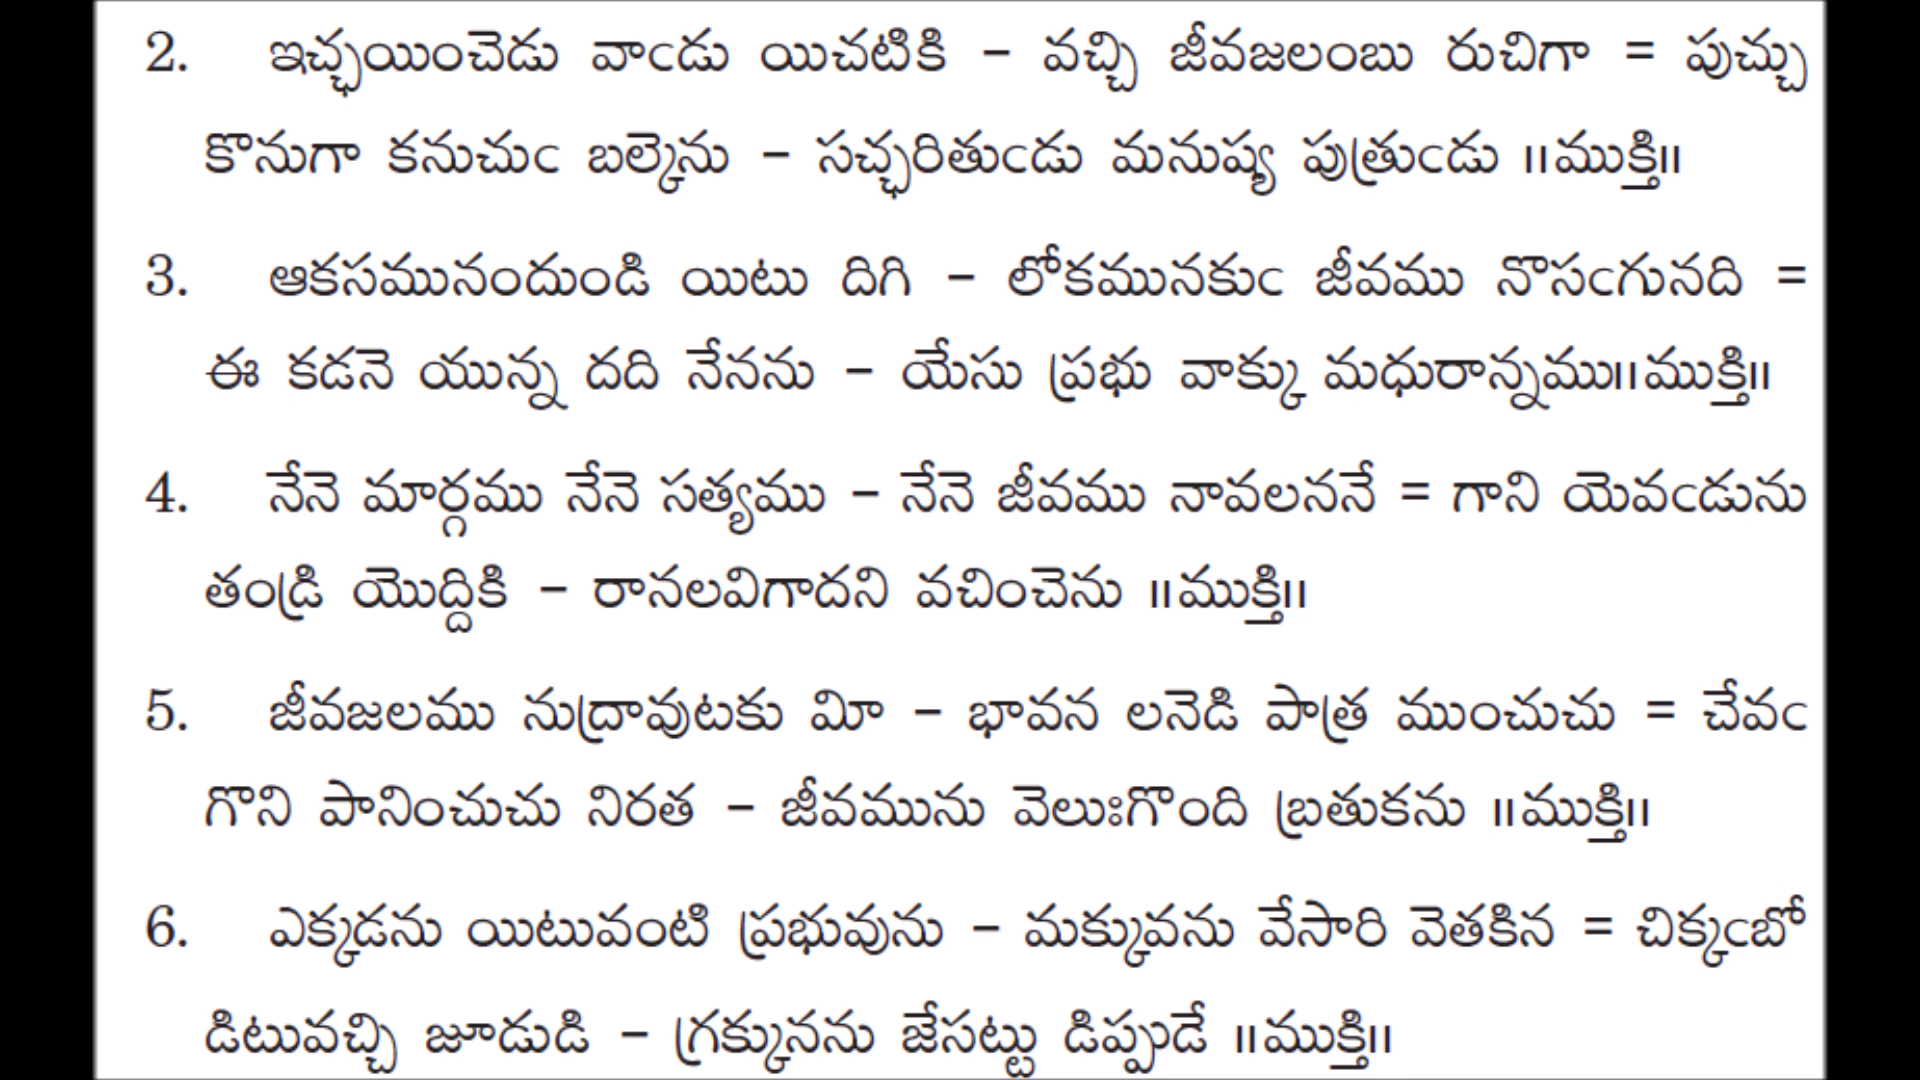 2. ఇచ్ఛయించెడు వాఁడు యిచటికి – వచ్చి జీవజలంబు రుచిగా = పుచ్చు
కొనుగా కనుచుఁ బల్కెను – సచ్ఛరితుఁడు మనుష్య పుత్రుఁడు ॥ముక్తి॥
3. ఆకసమునందుండి యిటు దిగి – లోకమునకుఁ జీవము నొసఁగునది =
ఈ కడనె యున్న దది నేనను – యేసు ప్రభు వాక్కు మధురాన్నము॥ముక్తి॥
4. నేనె మార్గము నేనె సత్యము – నేనె జీవము నావలననే = గాని యెవఁడును
తండ్రి యొద్దికి – రానలవిగాదని వచించెను ॥ముక్తి॥
5. జీవజలము నుద్రావుటకు మీ – భావన లనెడి పాత్ర ముంచుచు = చేవఁ
గొని పానించుచు నిరత – జీవమును వెలుఃగొంది బ్రతుకను ॥ముక్తి॥
6. ఎక్కడను యిటువంటి ప్రభువును – మక్కువను వేసారి వెతకిన = చిక్కఁబో
డిటువచ్చి జూడుడి – గ్రక్కునను జేసట్టు డిప్పుడే ॥ముక్తి॥